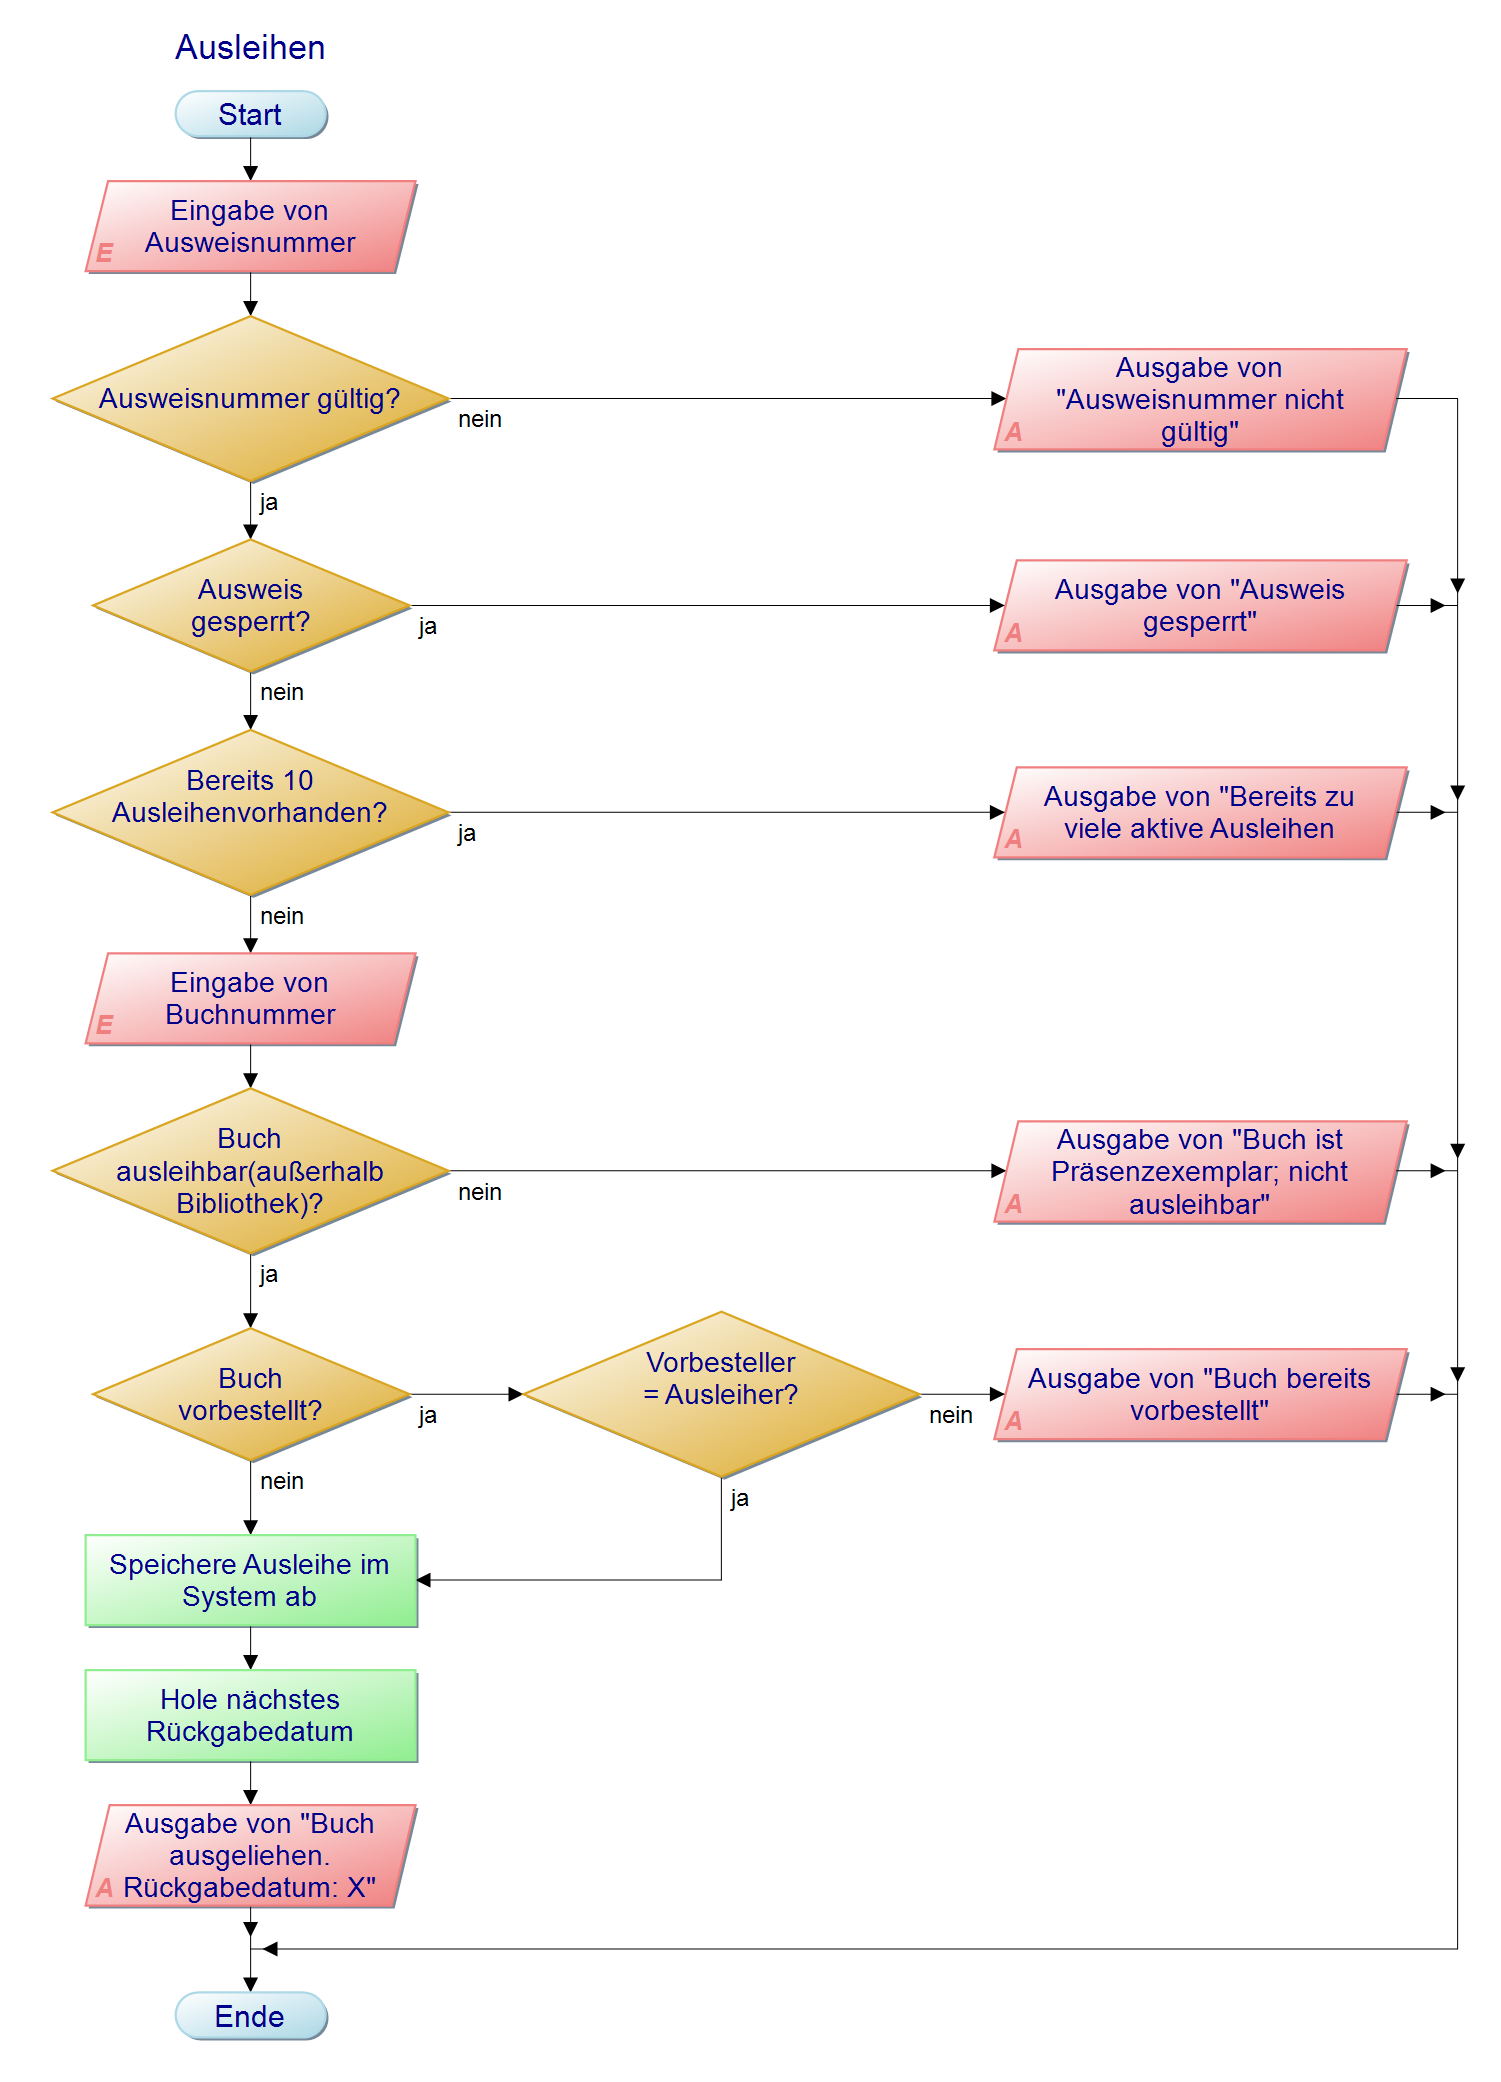 Ausleihen
Start
Eingabe von
Ausweisnummer
E
Ausweisnummer gültig?
nein
Ausgabe von
"Ausweisnummer nicht
gültig"
A
ja
Ausweis
gesperrt?
ja
Ausgabe von "Ausweis
gesperrt"
A
nein
Bereits 10
Ausleihenvorhanden?
ja
Ausgabe von "Bereits zu
viele aktive Ausleihen
A
nein
Eingabe von
Buchnummer
E
Buch
ausleihbar(außerhalb
Bibliothek)?
nein
Ausgabe von "Buch ist
Präsenzexemplar; nicht
ausleihbar"
A
ja
Buch
vorbestellt?
ja
Vorbesteller
= Ausleiher?
nein
Ausgabe von "Buch bereits
vorbestellt"
A
nein
ja
Speichere Ausleihe im
System ab
Hole nächstes
Rückgabedatum
Ausgabe von "Buch
ausgeliehen.
A Rückgabedatum: X"
Ende